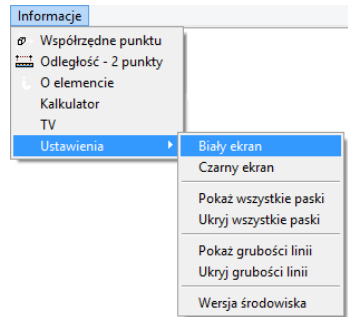 Informacje
Współrzędne punktu
Odległość - 2 punkty
O elemencie
Kalkulator
TV
Ustawienia
Biały ekran
Czarny ekran
Pokaż wszystkie paski
Ukryj wszystkie paski
Pokaż grubości linii
Ukryj grubości linii
Wersja środowiska